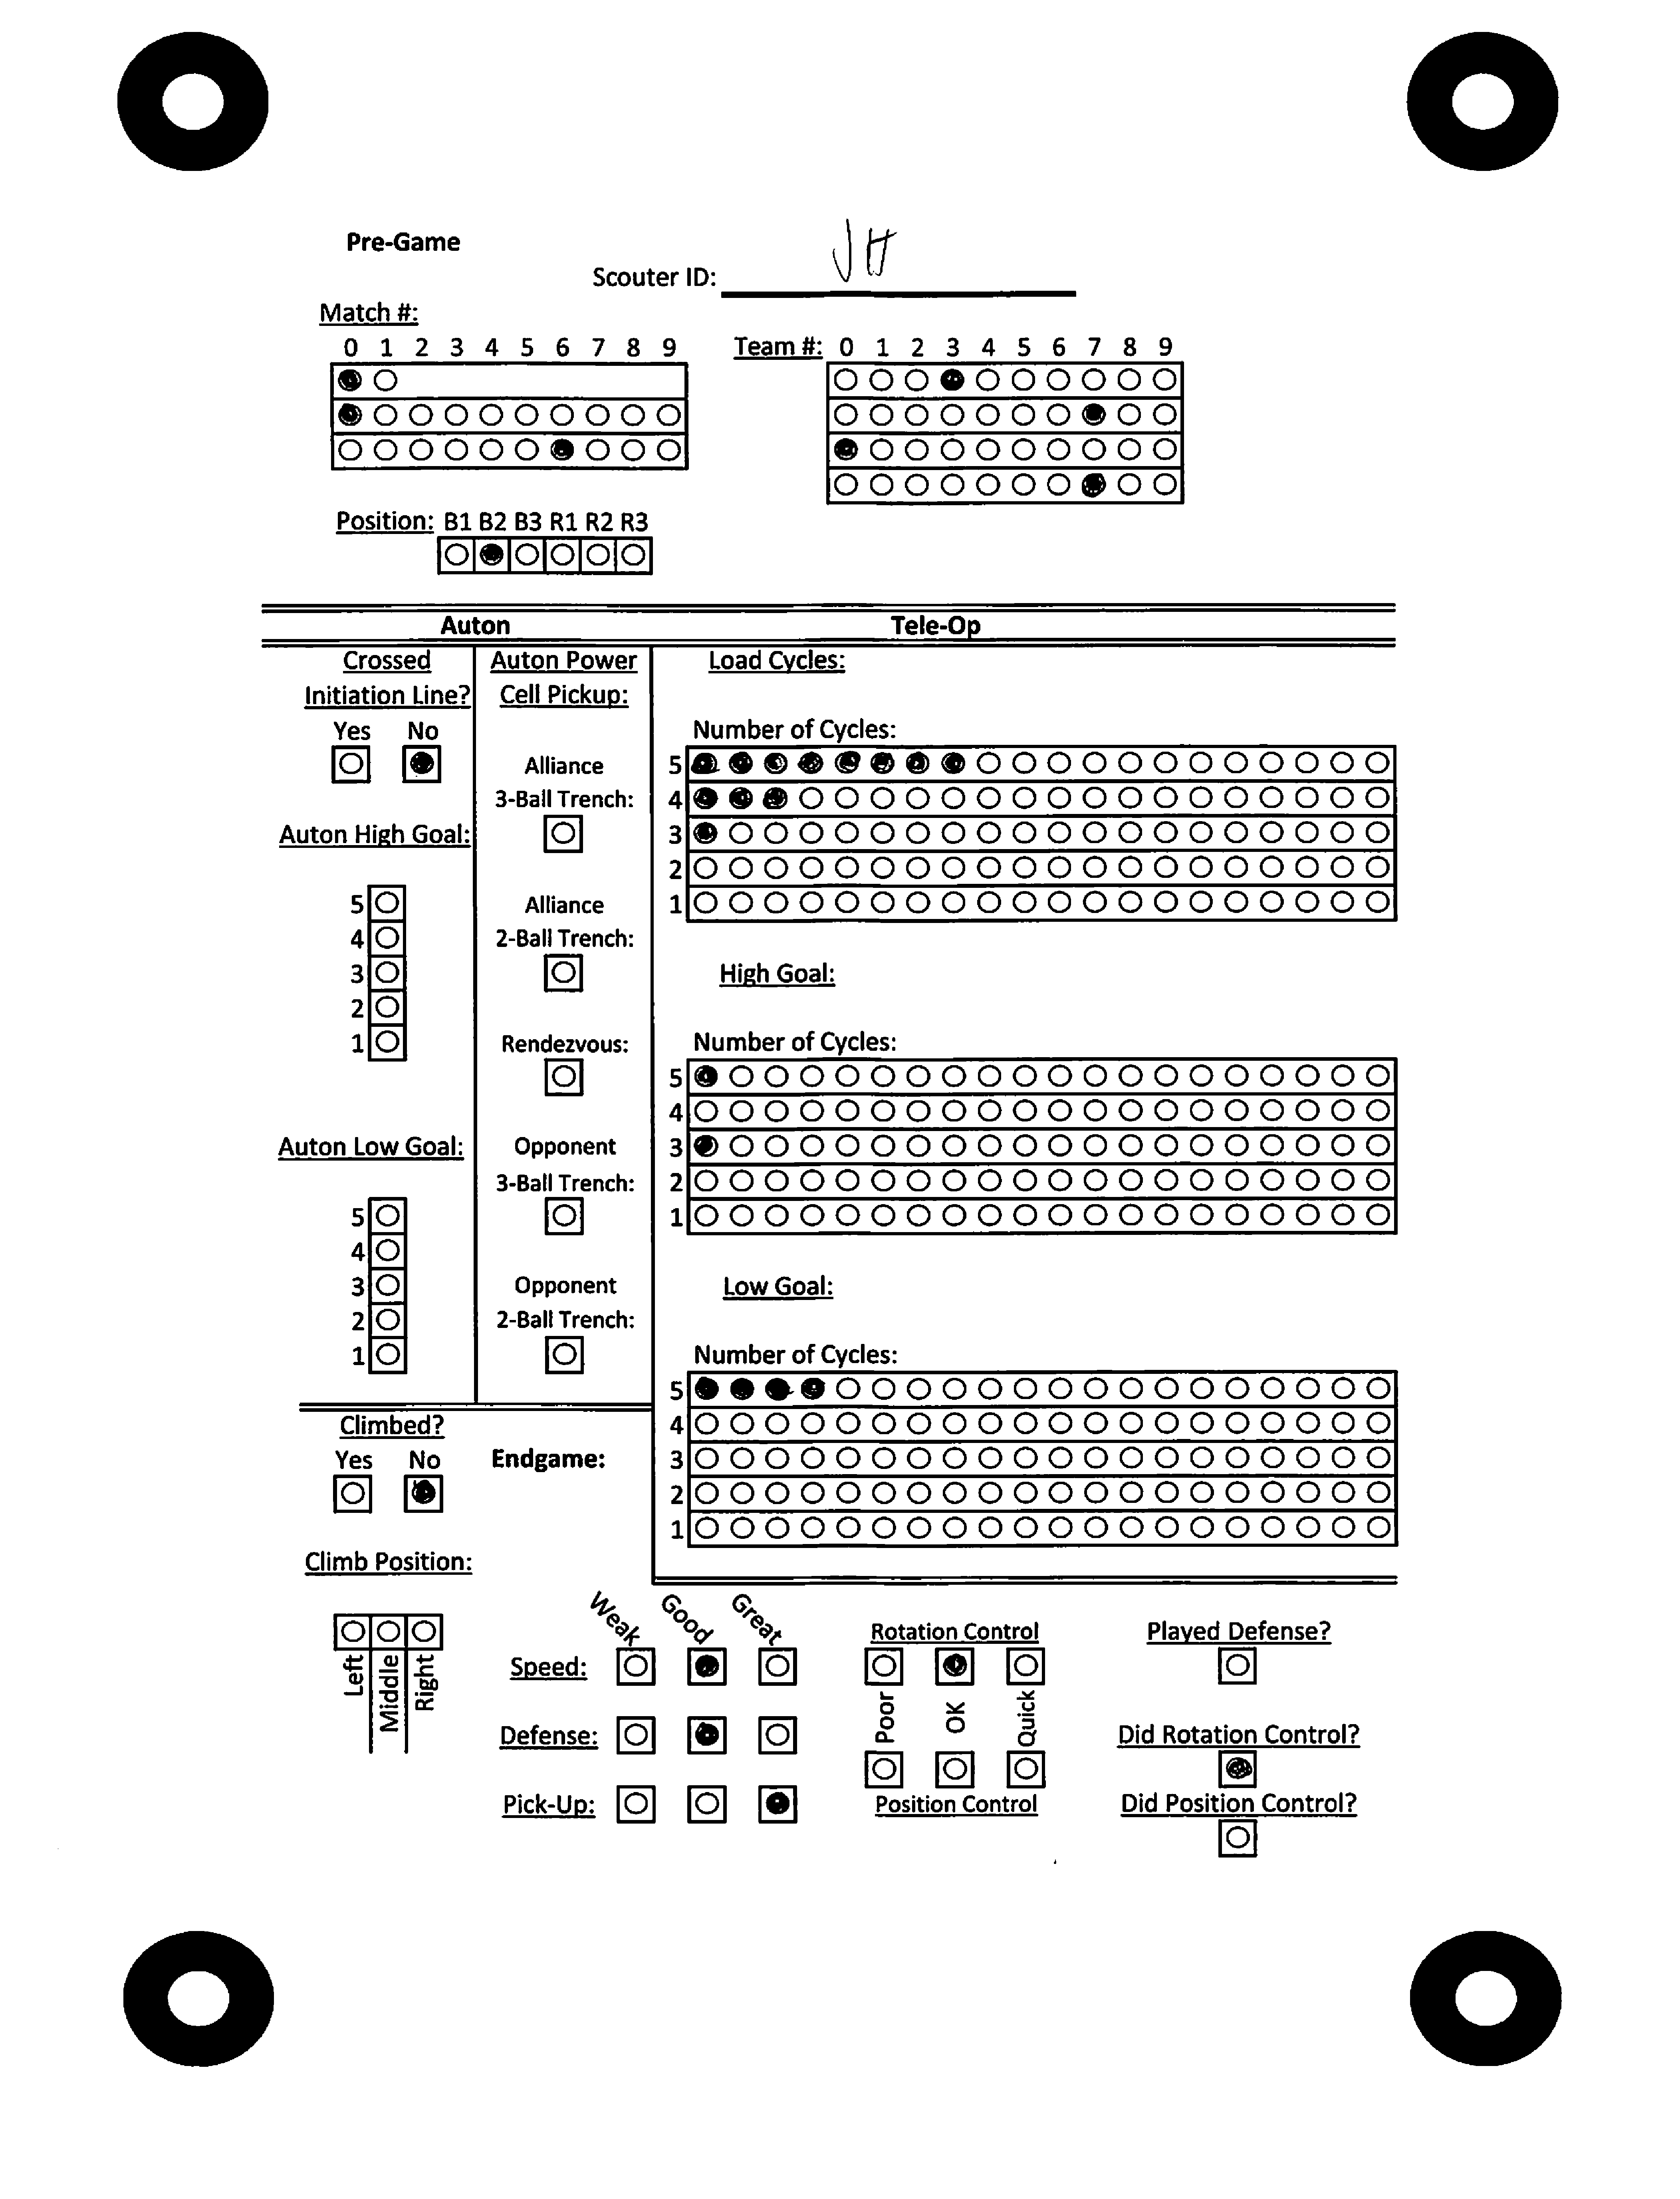 Pre-Game
Scouter ID: JH
Match #:
0 1 2 3 4 5 6 7 8 9
Team #: 0 1 2 3 4 5 6 7 8 9
Position: B1 B2 B3 R1 R2 R3
Auton
Tele-Op
Crossed
Initiation Line?
Yes No
Auton High Goal:
5
4
3
2
1
Auton Low Goal:
5
4
3
2
1
Auton Power
Cell Pickup:
Alliance
3-Ball Trench:
Alliance
2-Ball Trench:
Rendezvous:
Opponent
3-Ball Trench:
Opponent
2-Ball Trench:
Load Cycles:
Number of Cycles:
5
4
3
2
1
High Goal:
Number of Cycles:
5
4
3
2
1
Low Goal:
Number of Cycles:
5
4
3
2
1
Climbed?
Yes No
Endgame:
Climb Position:
Left
Middle
Right
Weak Good Great
Speed:
Defense:
Pick-Up:
Rotation Control
Poor OK Quick
Position Control
Played Defense?
Did Rotation Control?
Did Position Control?